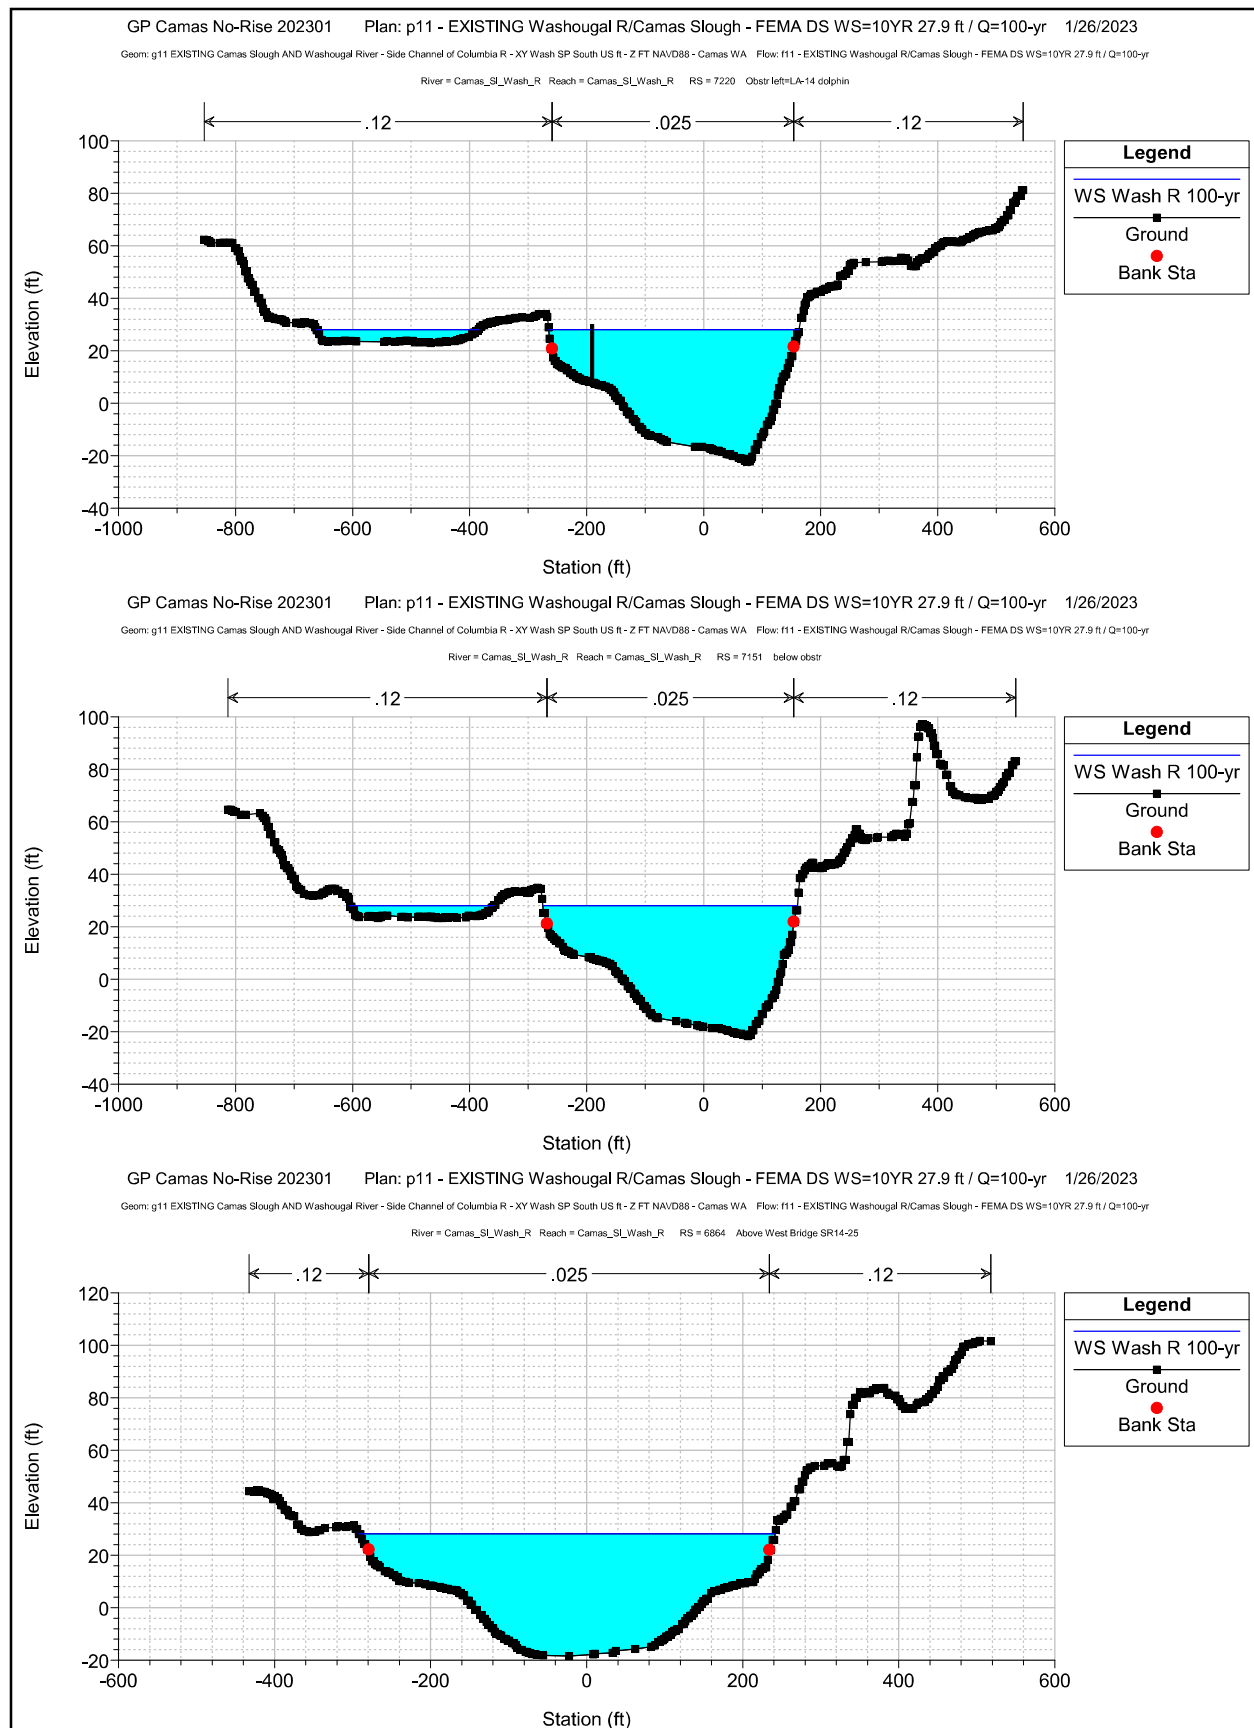 GP Camas No-Rise 202301 Plan: p11 - EXISTING Washougal R/Camas Slough - FEMA DS WS=10YR 27.9 ft / Q=100-yr 1/26/2023
Geom: g11 EXISTING Camas Slough AND Washougal River - Side Channel of Columbia R - XY Wash SP South US ft - Z FT NAVD88 - Camas WA Flow: f11 - EXISTING Washougal R/Camas Slough - FEMA DS WS=10YR 27.9 ft / Q=100-yr
River = Camas_Sl_Wash_R Reach = Camas_Sl_Wash_R RS = 7220 Obstr left=LA-14 dolphin
.12 .025 .12
100
80
60
40
20
0
-20
-40
Elevation (ft)
-1000 -800 -600 -400 -200 0 200 400 600
Station (ft)
Legend
WS Wash R 100-yr
Ground
Bank Sta
GP Camas No-Rise 202301 Plan: p11 - EXISTING Washougal R/Camas Slough - FEMA DS WS=10YR 27.9 ft / Q=100-yr 1/26/2023
Geom: g11 EXISTING Camas Slough AND Washougal River - Side Channel of Columbia R - XY Wash SP South US ft - Z FT NAVD88 - Camas WA Flow: f11 - EXISTING Washougal R/Camas Slough - FEMA DS WS=10YR 27.9 ft / Q=100-yr
River = Camas_Sl_Wash_R Reach = Camas_Sl_Wash_R RS = 7151 below obstr
.12 .025 .12
100
80
60
40
20
0
-20
-40
Elevation (ft)
-1000 -800 -600 -400 -200 0 200 400 600
Station (ft)
Legend
WS Wash R 100-yr
Ground
Bank Sta
GP Camas No-Rise 202301 Plan: p11 - EXISTING Washougal R/Camas Slough - FEMA DS WS=10YR 27.9 ft / Q=100-yr 1/26/2023
Geom: g11 EXISTING Camas Slough AND Washougal River - Side Channel of Columbia R - XY Wash SP South US ft - Z FT NAVD88 - Camas WA Flow: f11 - EXISTING Washougal R/Camas Slough - FEMA DS WS=10YR 27.9 ft / Q=100-yr
River = Camas_Sl_Wash_R Reach = Camas_Sl_Wash_R RS = 6864 Above West Bridge SR14-25
.12 .025 .12
120
100
80
60
40
20
0
-20
Elevation (ft)
-600 -400 -200 0 200 400 600
Station (ft)
Legend
WS Wash R 100-yr
Ground
Bank Sta